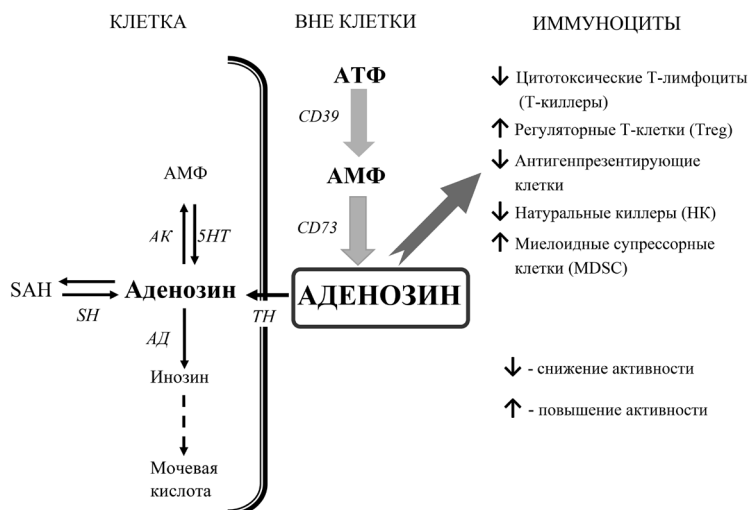 КЛЕТКА
ВНЕ КЛЕТКИ
ИММУНОЦИТЫ
АТФ
CD39
АМФ
CD73
АДЕНОЗИН
АМФ
АК
5НТ
SAH
Аденозин
SH
ТН
АД
Инозин
Мочевая
кислота
↓ Цитотоксические Т-лимфоциты
(Т-киллеры)
↑ Регуляторные Т-клетки (Treg)
↓ Антигенпрезентирующие
клетки
↓ Натуральные киллеры (НК)
↑ Миелоидные супрессорные
клетки (MDSC)
↓ - снижение активности
↑ - повышение активности